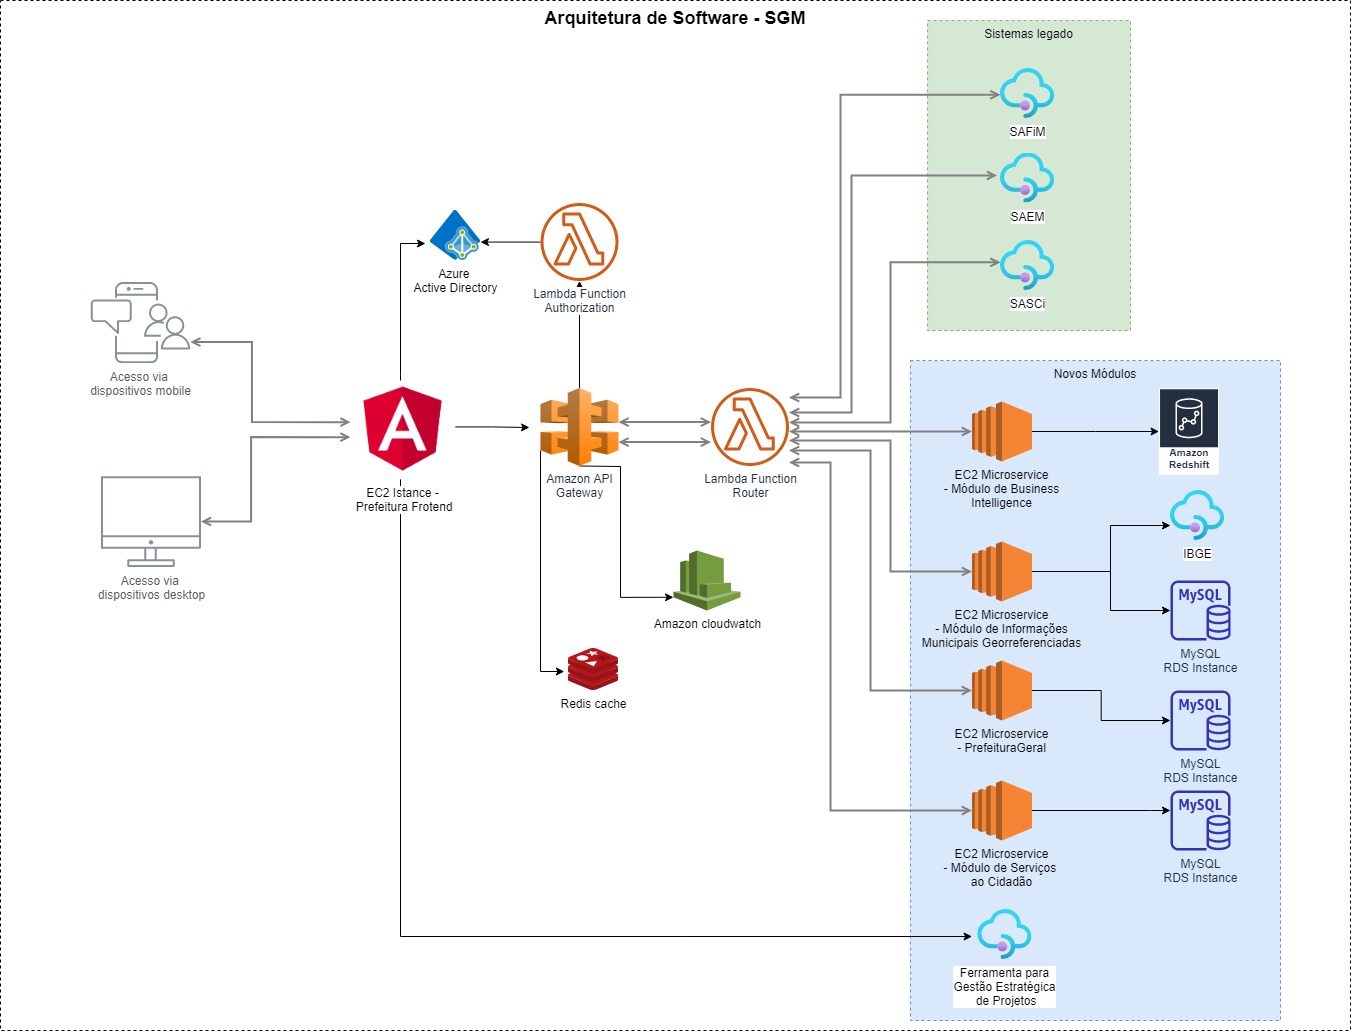 Arquitetura de Software - SGM
Sistemas legado
SAFiM
SAEM
SASCi
Azure
Active Directory
Lambda Function
Authorization
Acesso via
dispositivos mobile
Acesso via
dispositivos desktop
EC2 Istance -
Prefeitura Frotend
Amazon API
Gateway
Lambda Function
Router
Amazon cloudwatch
Redis cache
Novos Módulos
EC2 Microservice
- Módulo de Business
Intelligence
Amazon
Redshift
EC2 Microservice
- Módulo de Informações
Municipais Georreferenciadas
IBGE
MySQL
MySQL
RDS Instance
EC2 Microservice
- PrefeituraGeral
MySQL
MySQL
RDS Instance
EC2 Microservice
- Módulo de Serviços
ao Cidadão
MySQL
MySQL
RDS Instance
Ferramenta para
Gestão Estratégica
de Projetos